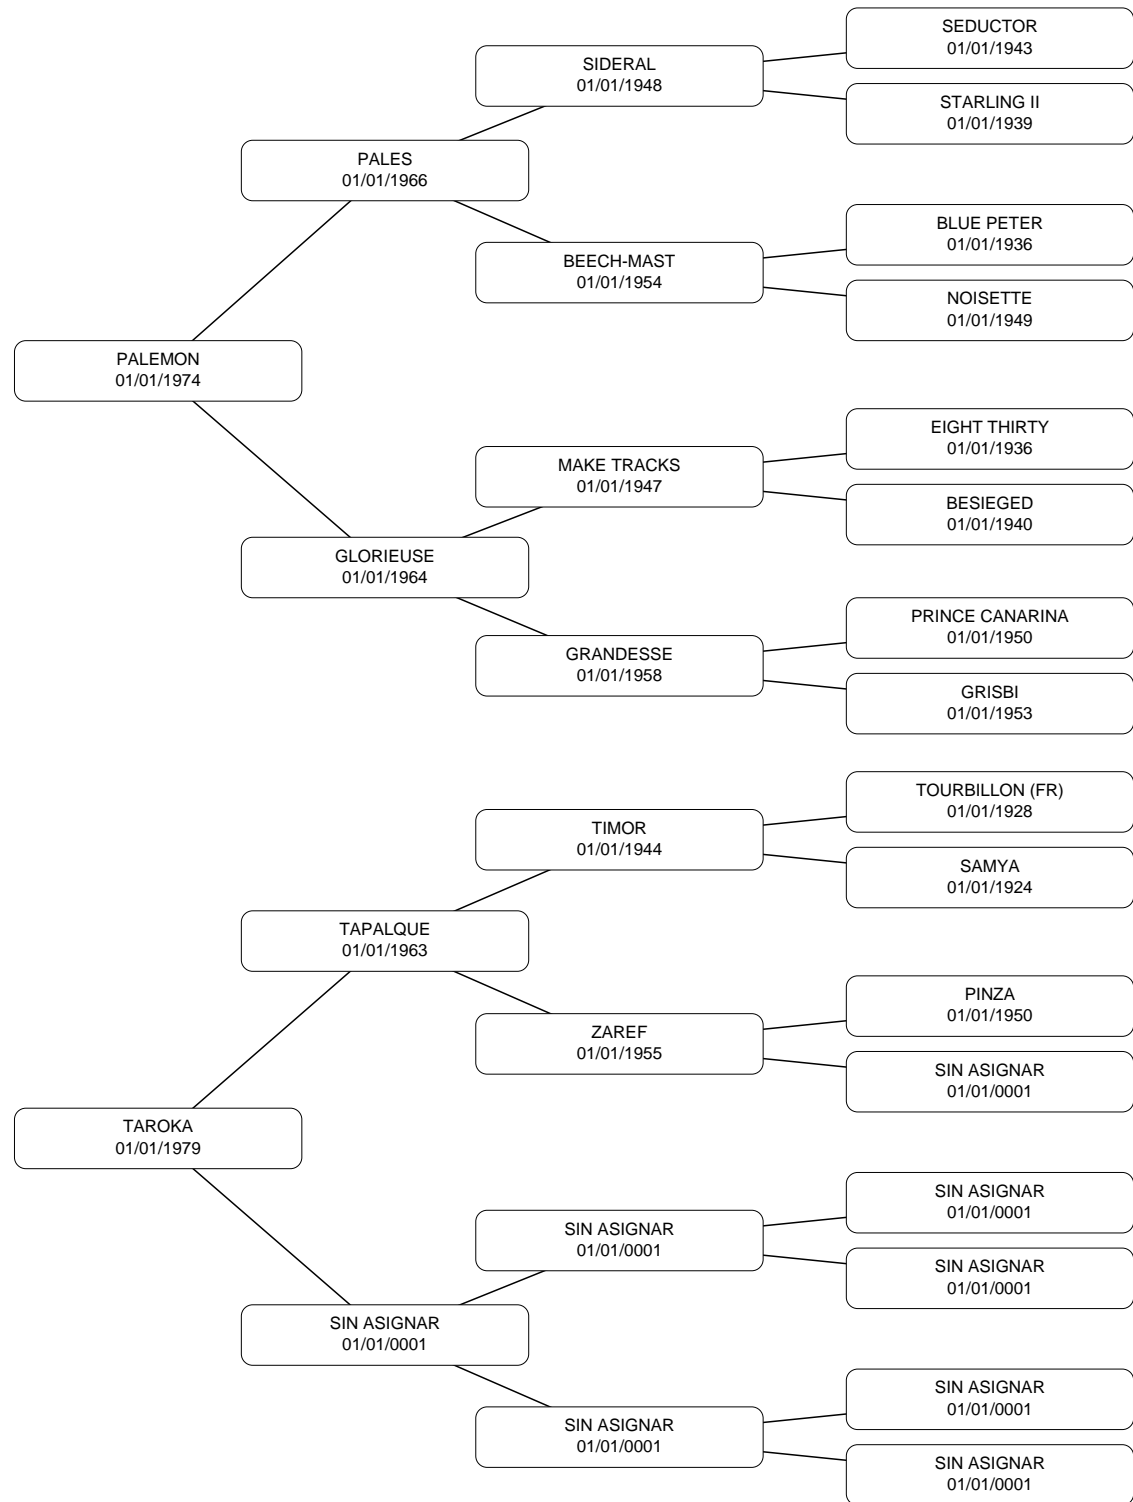 SEDUCTOR
01/01/1943
SIDERAL
01/01/1948
STARLING II
01/01/1939
PALES
01/01/1966
BLUE PETER
01/01/1936
BEECH-MAST
01/01/1954
NOISETTE
01/01/1949
PALEMON
01/01/1974
EIGHT THIRTY
01/01/1936
MAKE TRACKS
01/01/1947
BESIEGED
01/01/1940
GLORIEUSE
01/01/1964
PRINCE CANARINA
01/01/1950
GRANDESSE
01/01/1958
GRISBI
01/01/1953
TOURBILLON (FR)
01/01/1928
TIMOR
01/01/1944
SAMYA
01/01/1924
TAPALQUE
01/01/1963
PINZA
01/01/1950
ZAREF
01/01/1955
SIN ASIGNAR
01/01/0001
TAROKA
01/01/1979
SIN ASIGNAR
01/01/0001
SIN ASIGNAR
01/01/0001
SIN ASIGNAR
01/01/0001
SIN ASIGNAR
01/01/0001
SIN ASIGNAR
01/01/0001
SIN ASIGNAR
01/01/0001
SIN ASIGNAR
01/01/0001